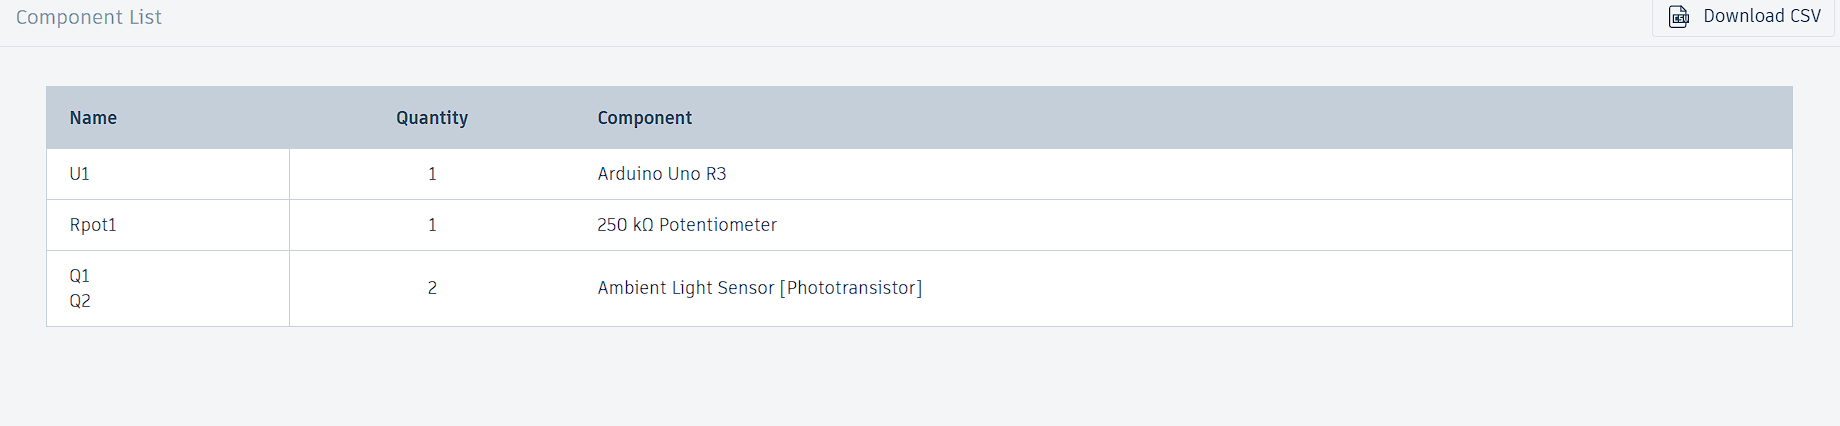 Component List
Download CSV
Name Quantity Component
U1 1 Arduino Uno R3
Rpot1 1 250 kΩ Potentiometer
Q1
Q2
2 Ambient Light Sensor [Phototransistor]